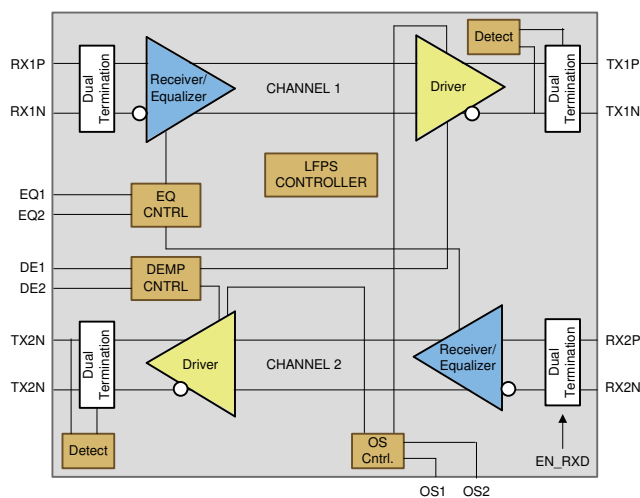 Detect
RX1P
Dual
Termination
Receiver/
Equalizer
CHANNEL 1
Driver
Dual
Termination
TX1P
RX1N
TX1N
LFPS
CONTROLLER
EQ1
EQ2
EQ
CNTRL
DE1
DE2
DEMP
CNTRL
TX2N
Dual
Termination
Driver
CHANNEL 2
Receiver/
Equalizer
Dual
Termination
RX2P
TX2N
RX2N
Detect
OS
Cntrl.
EN_RXD
OS1
OS2